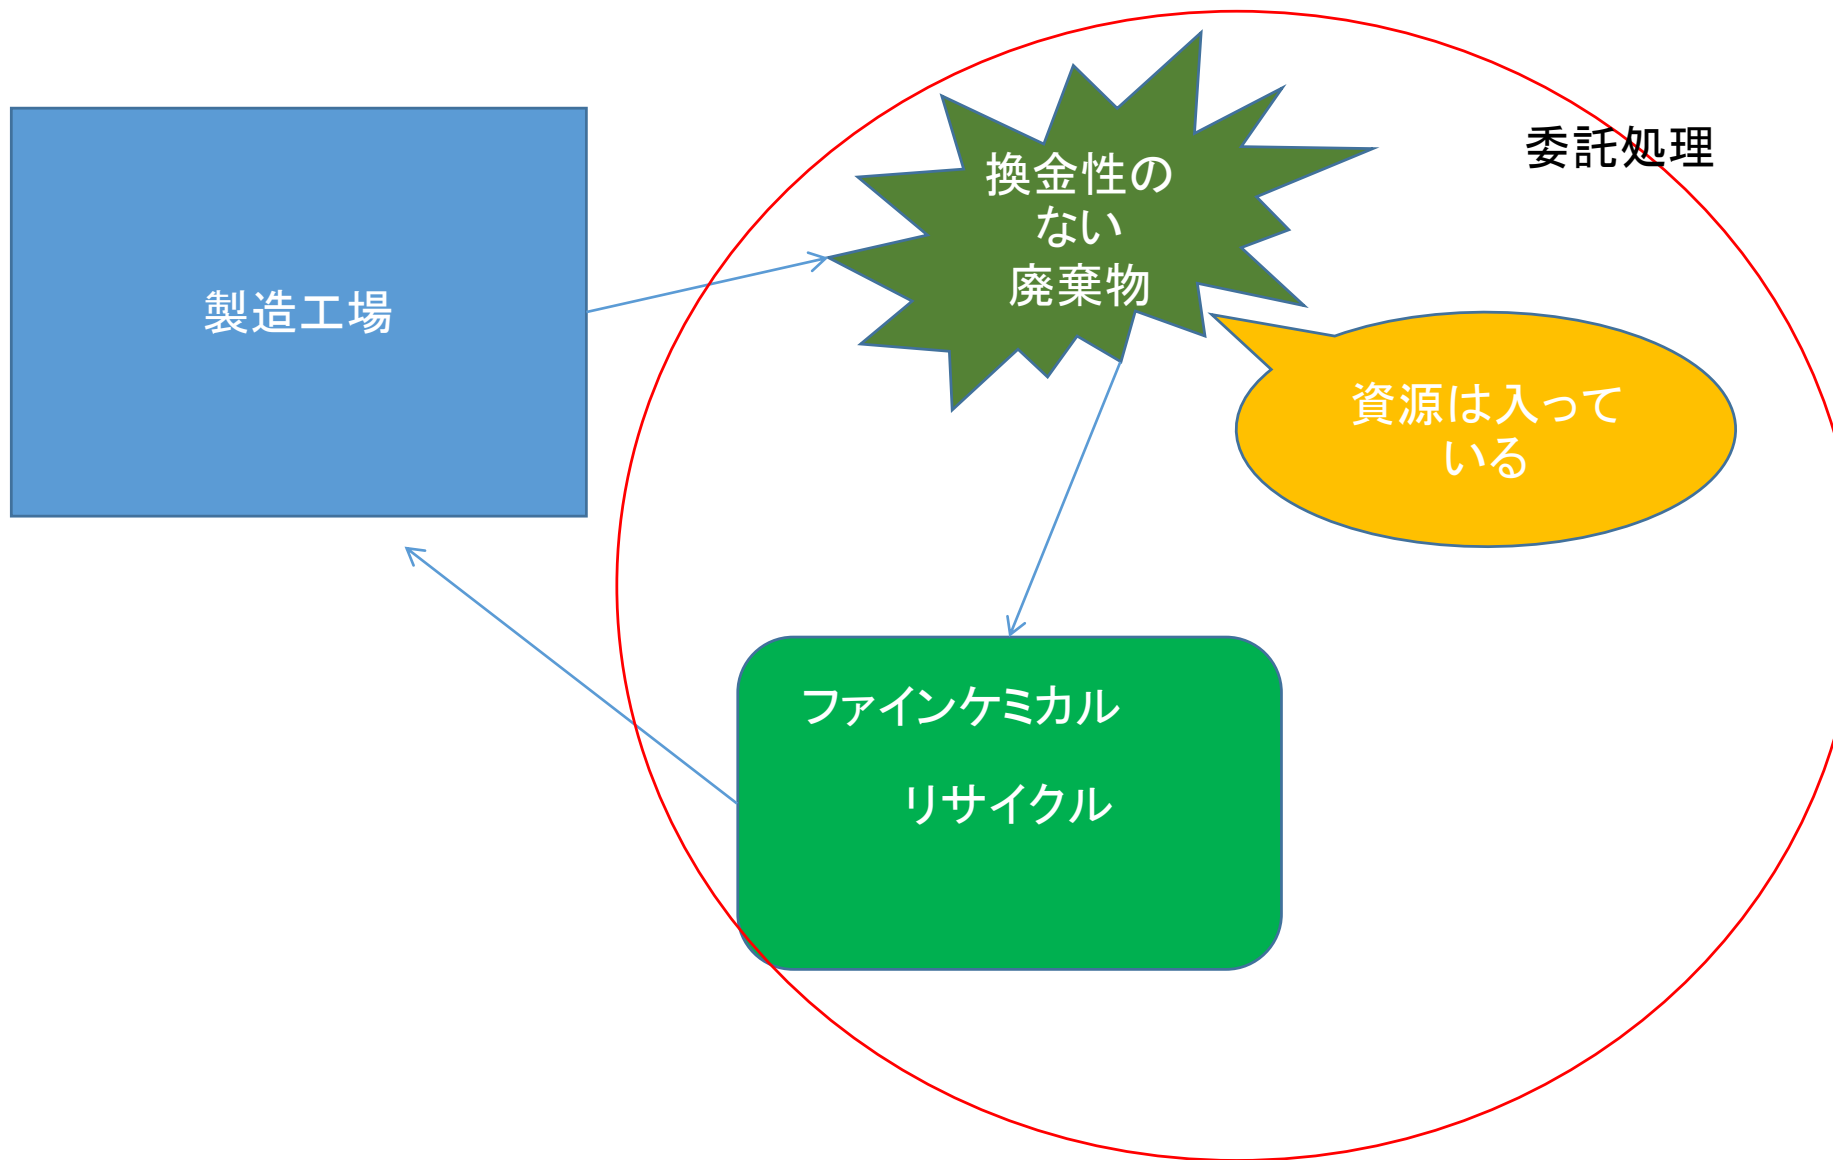 製造工場
換金性の
ない
廃棄物
委託処理
資源は入って
いる
ファインケミカル
リサイクル